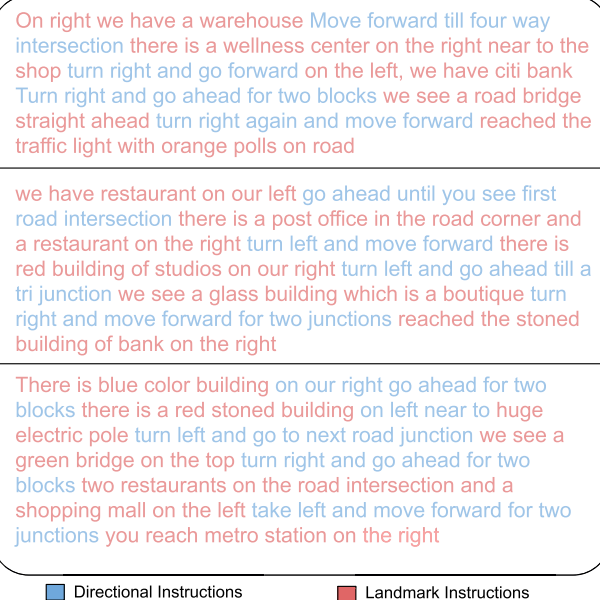 On right we have a warehouse Move forward till four way
intersection there is a wellness center on the right near to the
shop turn right and go forward on the left, we have citi bank
Turn right and go ahead for two blocks we see a road bridge
straight ahead turn right again and move forward reached the
traffic light with orange polls on road
we have restaurant on our left go ahead until you see first
road intersection there is a post office in the road corner and
a restaurant on the right turn left and move forward there is
red building of studios on our right turn left and go ahead till a
tri junction we see a glass building which is a boutique turn
right and move forward for two junctions reached the stoned
building of bank on the right
There is blue color building on our right go ahead for two
blocks there is a red stoned building on left near to huge
electric pole turn left and go to next road junction we see a
green bridge on the top turn right and go ahead for two
blocks two restaurants on the road intersection and a
shopping mall on the left take left and move forward for two
junctions you reach metro station on the right
Directional Instructions Landmark Instructions